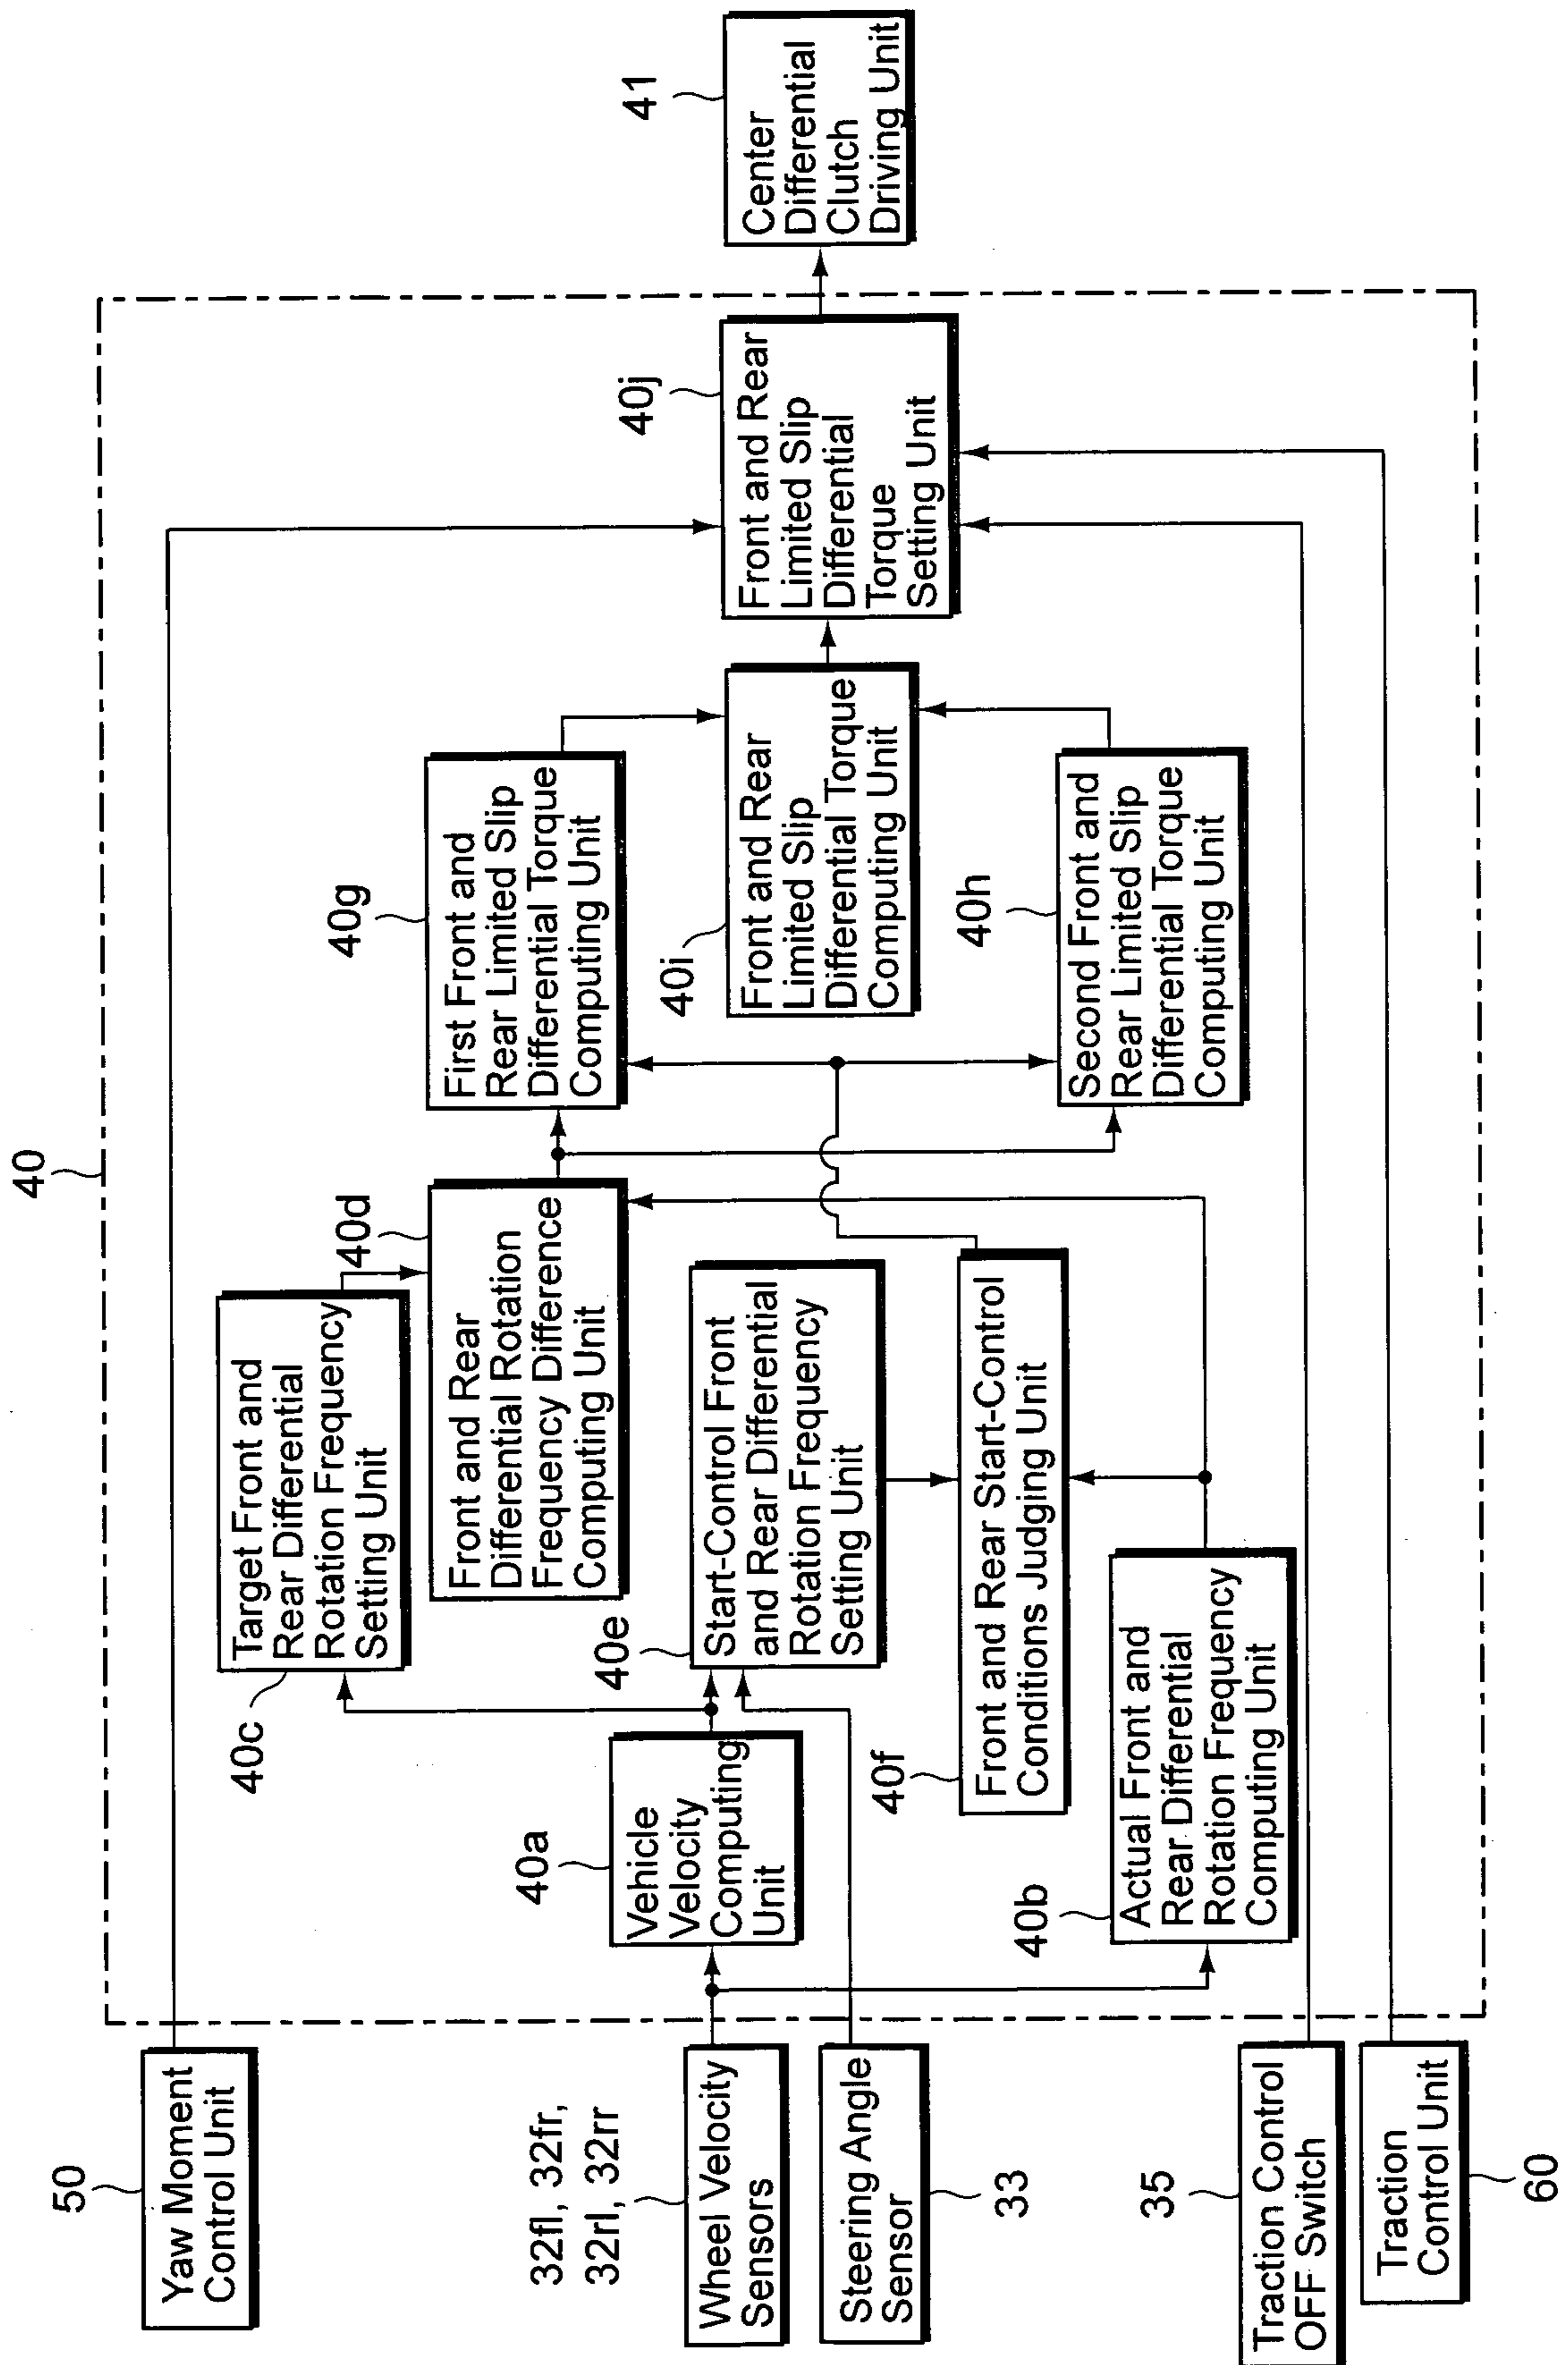 40
50
Yaw Moment
Control Unit
32fl, 32fr,
32rl, 32rr
Wheel Velocity
Sensors
Steering Angle
Sensor
33
35
Traction Control
OFF Switch
Traction
Control Unit
60
40a
Vehicle
Velocity
Computing
Unit
40b
Actual Front and
Rear Differential
Rotation Frequency
Computing Unit
40c
Target Front and
Rear Differential
Rotation Frequency
Setting Unit
40d
Front and Rear
Differential Rotation
Frequency Difference
Computing Unit
40e
Start-Control Front
and Rear Differential
Rotation Frequency
Setting Unit
40f
Front and Rear Start-Control
Conditions Judging Unit
40g
First Front and
Rear Limited Slip
Differential Torque
Computing Unit
40i
Front and Rear
Limited Slip
Differential Torque
Computing Unit
40h
Second Front and
Rear Limited Slip
Differential Torque
Computing Unit
40j
Front and Rear
Limited Slip
Differential
Torque
Setting Unit
41
Center
Differential
Clutch
Driving Unit